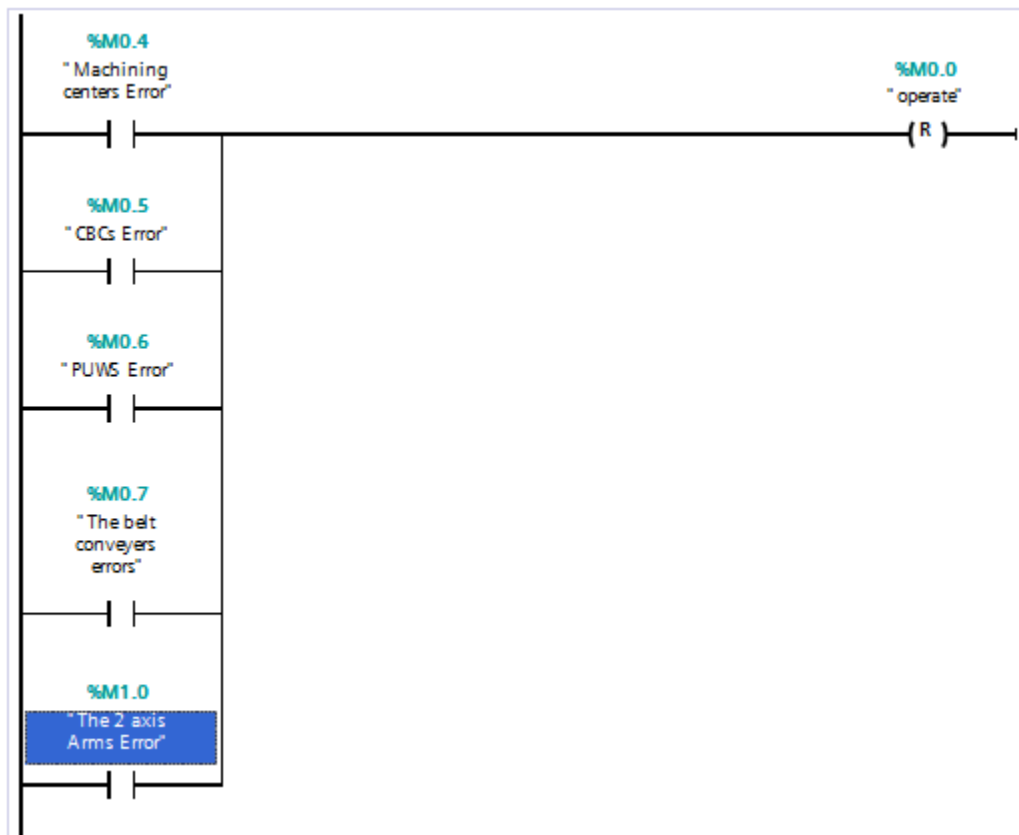 %M0.4
"Machining
centers Error"
%M0.0
"operate"
( R )
%M0.5
"CBCs Error"
%M0.6
"PUWS Error"
%M0.7
"The belt
conveyers
errors"
%M1.0
"The 2 axis
Arms Error"